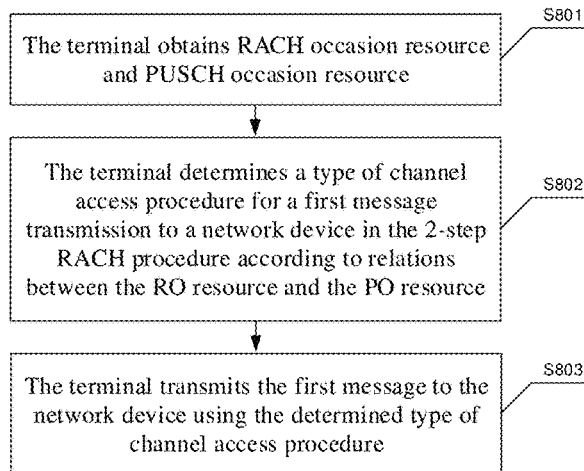 S801
The terminal obtains RACH occasion resource
and PUSCH occasion resource
S802
The terminal determines a type of channel
access procedure for a first message
transmission to a network device in the 2-step
RACH procedure according to relations
between the RO resource and the PO resource
S803
The terminal transmits the first message to the
network device using the determined type of
channel access procedure